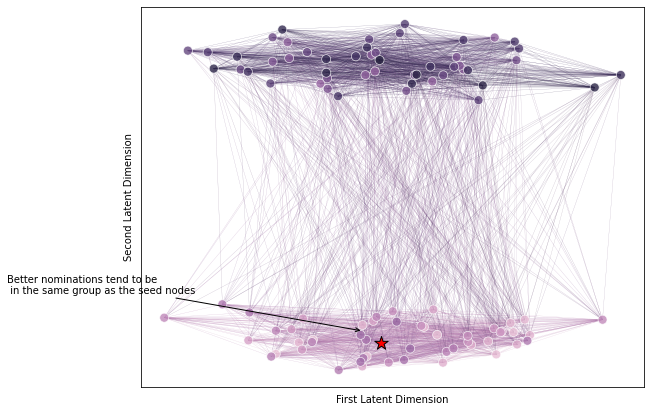 Second Latent Dimension
Better nominations tend to be
in the same group as the seed nodes
First Latent Dimension